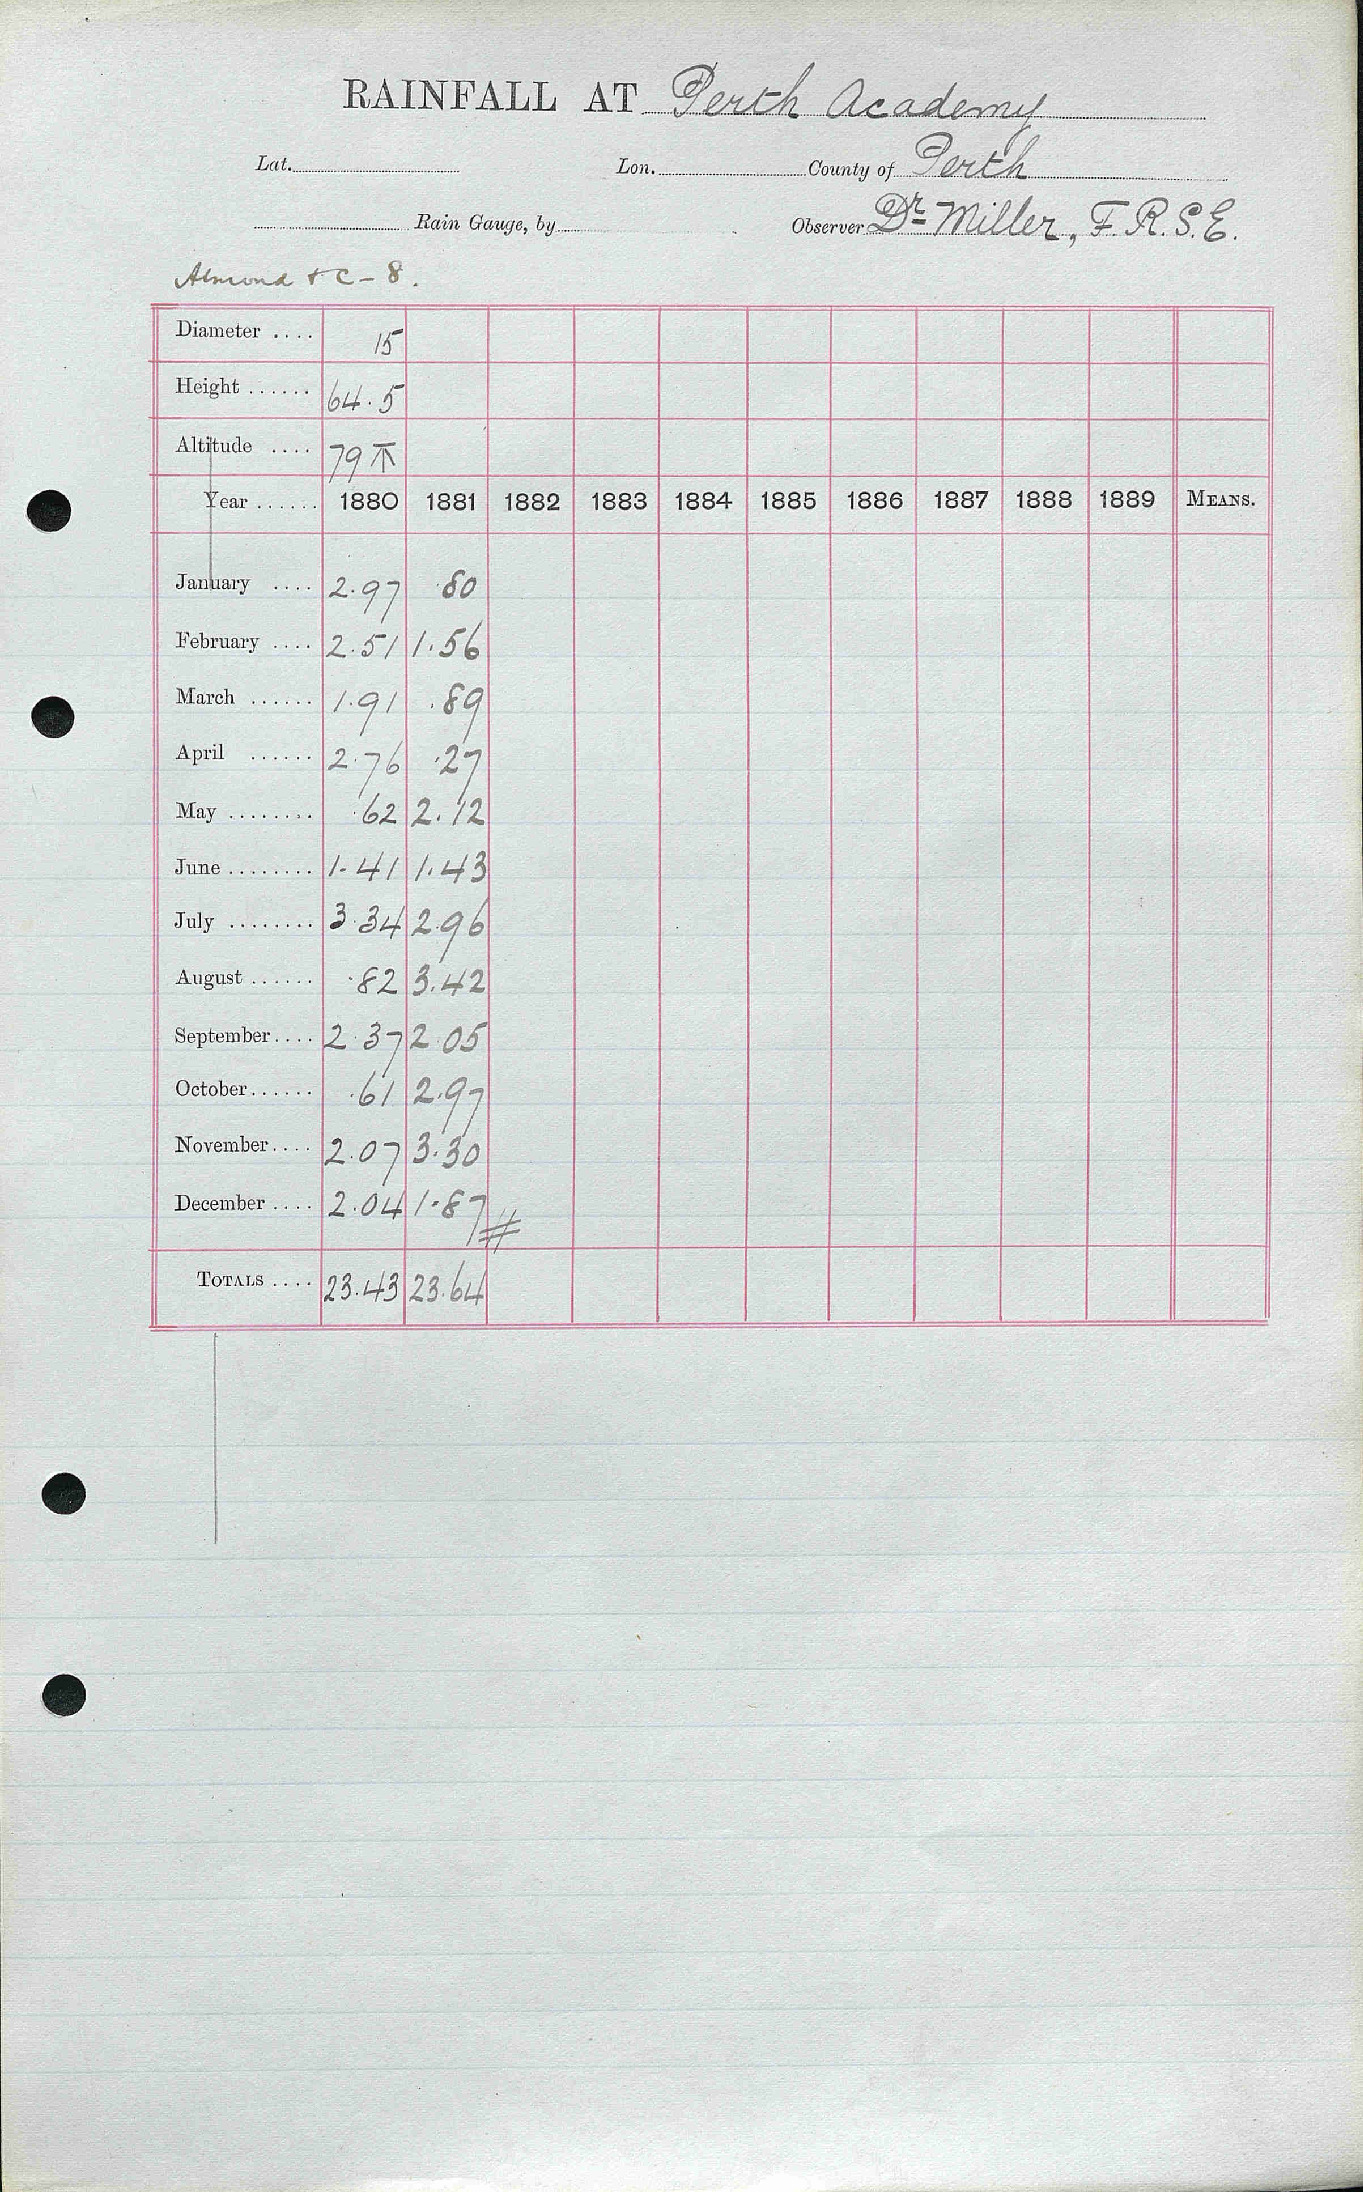 RAINFALL AT Perth Academy
Lat. Lon. County of Perth
Rain Gauge, by Observer Dr Miller, F.R.S.E.
Almond & C - 8.
Diameter .... 15
Height ...... 64.5
Altitude .... 79 T
Year ...... 1880 1881 1882 1883 1884 1885 1886 1887 1888 1889 MEANS.
January .... 2.97 .80
February .... 2.51 1.56
March ...... 1.91 .89
April ...... 2.76 .27
May ........ .62 2.12
June ........ 1.41 1.43
July ........ 3.34 2.96
August ...... .82 3.42
September .... 2.37 2.05
October ...... .61 2.97
November .... 2.07 3.30
December .... 2.04 1.87
TOTALS .... 23.43 23.64